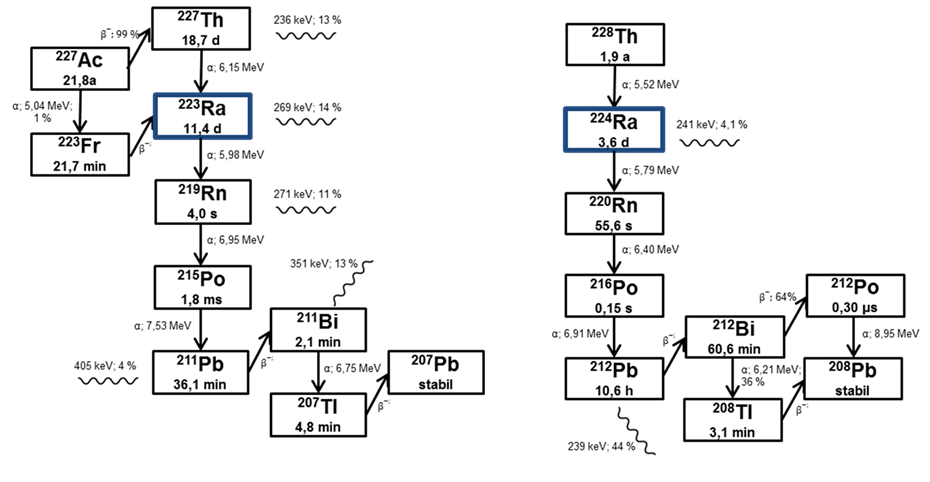 ²²⁷Th
18,7 d
236 keV; 13 %
β⁻; 99 %
²²⁷Ac
21,8a
α; 6,15 MeV
α; 5,04 MeV;
1 %
²²³Ra
11,4 d
269 keV; 14 %
²²³Fr
21,7 min
β⁻;
α; 5,98 MeV
²¹⁹Rn
4,0 s
271 keV; 11 %
α; 6,95 MeV
²¹⁵Po
1,8 ms
351 keV; 13 %
α; 7,53 MeV
²¹¹Bi
2,1 min
405 keV; 4 %
²¹¹Pb
36,1 min
β⁻;
α; 6,75 MeV
²⁰⁷Pb
stabil
²⁰⁷Tl
4,8 min
β⁻;
²²⁸Th
1,9 a
α; 5,52 MeV
²²⁴Ra
3,6 d
241 keV; 4,1 %
α; 5,79 MeV
²²⁰Rn
55,6 s
α; 6,40 MeV
²¹⁶Po
0,15 s
β⁻; 64%
²¹²Po
0,30 µs
α; 6,91 MeV
β⁻;
²¹²Bi
60,6 min
α; 8,95 MeV
²¹²Pb
10,6 h
α; 6,21 MeV;
36 %
²⁰⁸Pb
stabil
²⁰⁸Tl
3,1 min
β⁻;
239 keV; 44 %